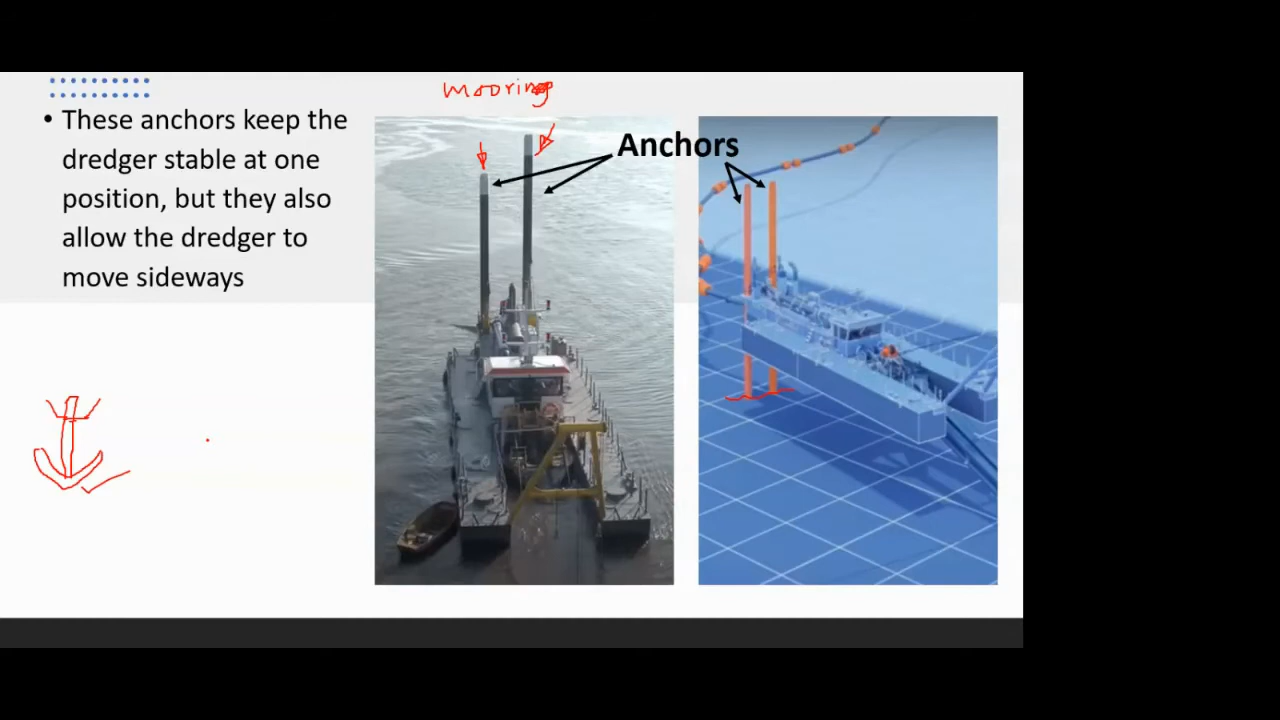 mooring
• These anchors keep the
dredger stable at one
position, but they also
allow the dredger to
move sideways
Anchors